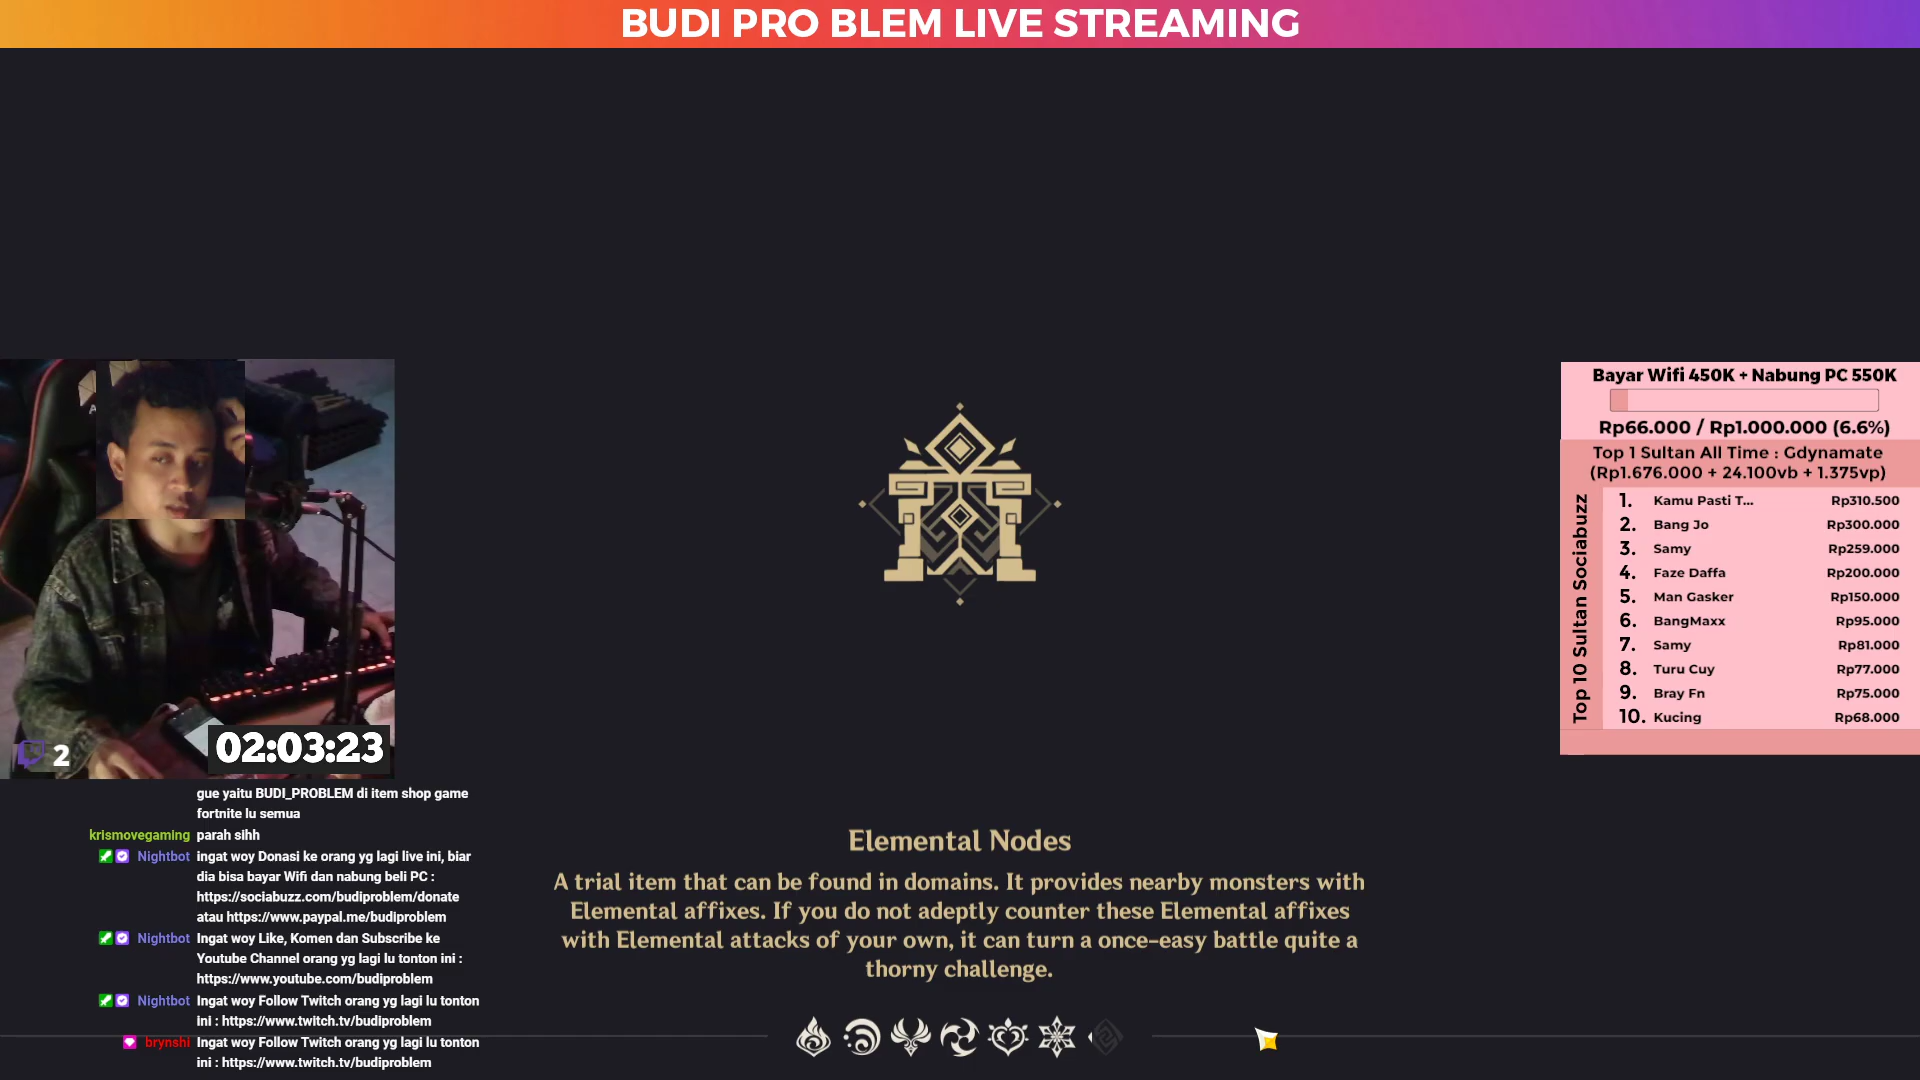 BUDI PRO BLEM LIVE STREAMING
Bayar Wifi 450K + Nabung PC 550K
Rp66.000 / Rp1.000.000 (6.6%)
Top 1 Sultan All Time : Gdynamate
(Rp1.676.000 + 24.100vb + 1.375vp)
Top 10 Sultan Sociabuzz
1. Kamu Pasti T... Rp310.500
2. Bang Jo Rp300.000
3. Samy Rp259.000
4. Faze Daffa Rp200.000
5. Man Gasker Rp150.000
6. BangMaxx Rp95.000
7. Samy Rp81.000
8. Turu Cuy Rp77.000
9. Bray Fn Rp75.000
10. Kucing Rp68.000
2
02:03:23
gue yaitu BUDI_PROBLEM di item shop game
fortnite lu semua
krismovegaming parah sihh
Nightbot ingat woy Donasi ke orang yg lagi live ini, biar
dia bisa bayar Wifi dan nabung beli PC :
https://sociabuzz.com/budiproblem/donate
atau https://www.paypal.me/budiproblem
Nightbot Ingat woy Like, Komen dan Subscribe ke
Youtube Channel orang yg lagi lu tonton ini :
https://www.youtube.com/budiproblem
Nightbot Ingat woy Follow Twitch orang yg lagi lu tonton
ini : https://www.twitch.tv/budiproblem
brynshi Ingat woy Follow Twitch orang yg lagi lu tonton
ini : https://www.twitch.tv/budiproblem
Elemental Nodes
A trial item that can be found in domains. It provides nearby monsters with
Elemental affixes. If you do not adeptly counter these Elemental affixes
with Elemental attacks of your own, it can turn a once-easy battle quite a
thorny challenge.